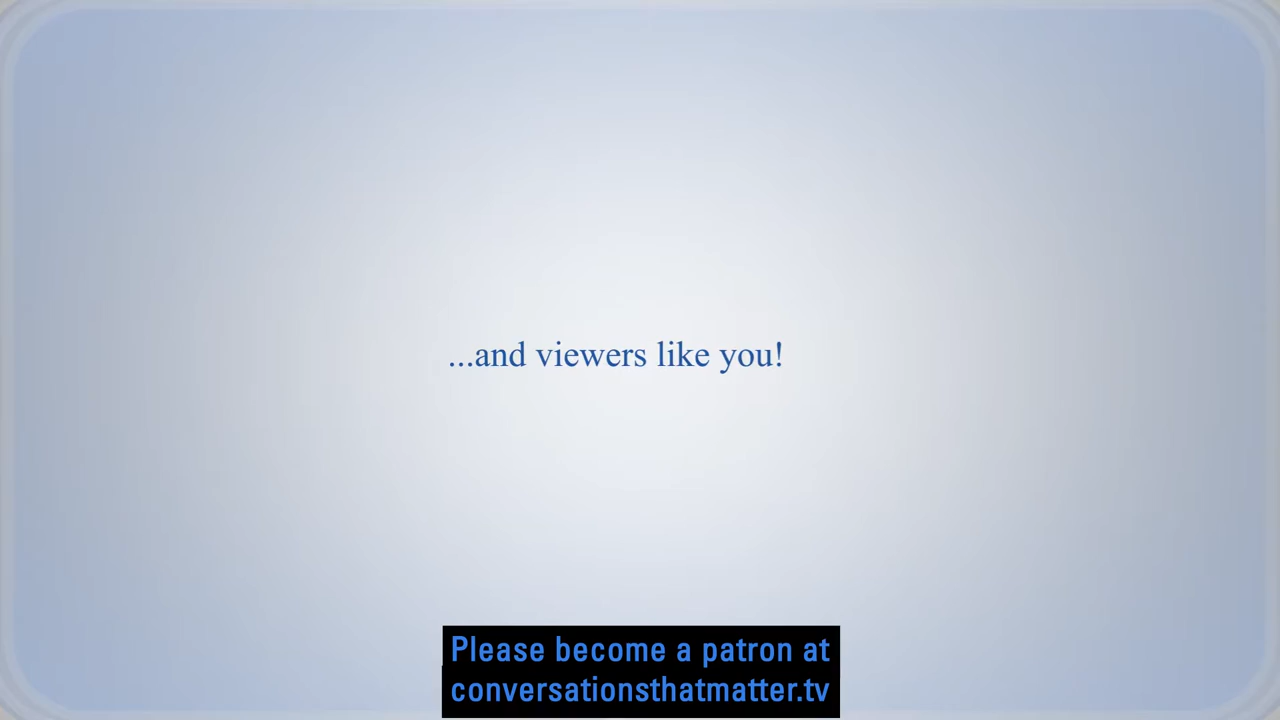 ...and viewers like you!
Please become a patron at
conversationsthatmatter.tv